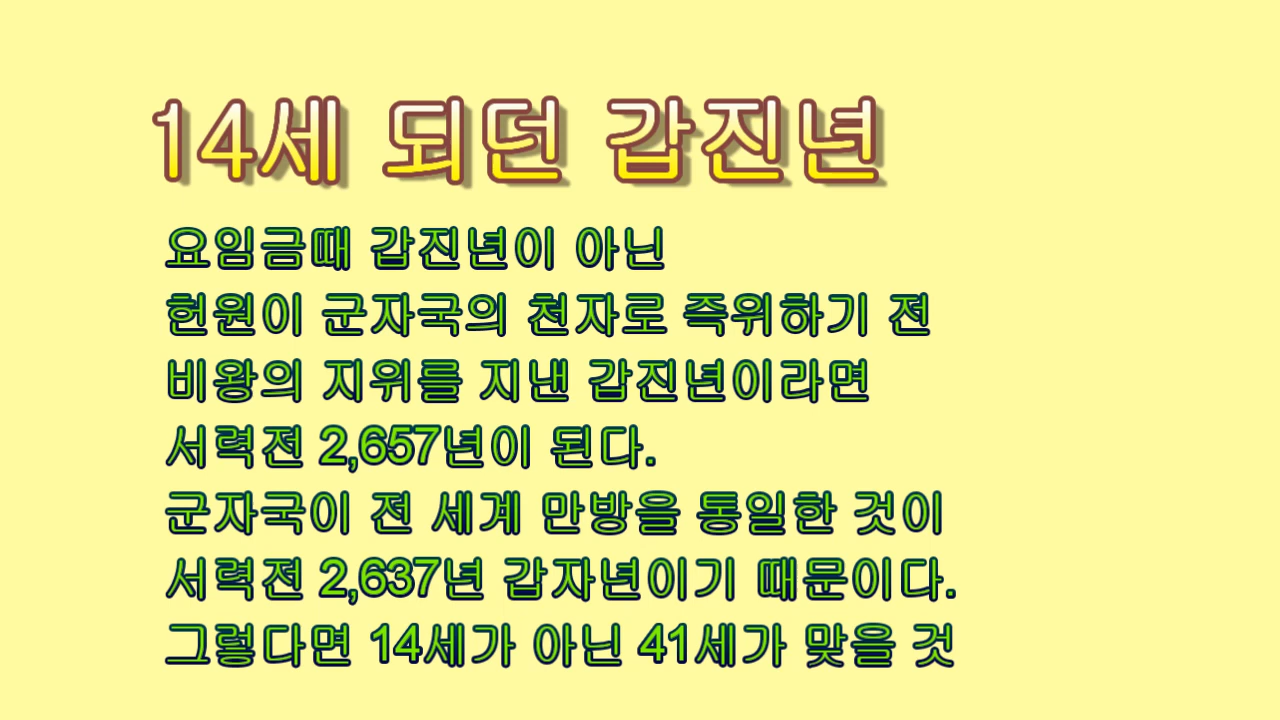 14세 되던 갑진년
요임금때 갑진년이 아닌
헌원이 군자국의 천자로 즉위하기 전
비왕의 지위를 지낸 갑진년이라면
서력전 2,657년이 된다.
군자국이 전 세계 만방을 통일한 것이
서력전 2,637년 갑자년이기 때문이다.
그렇다면 14세가 아닌 41세가 맞을 것